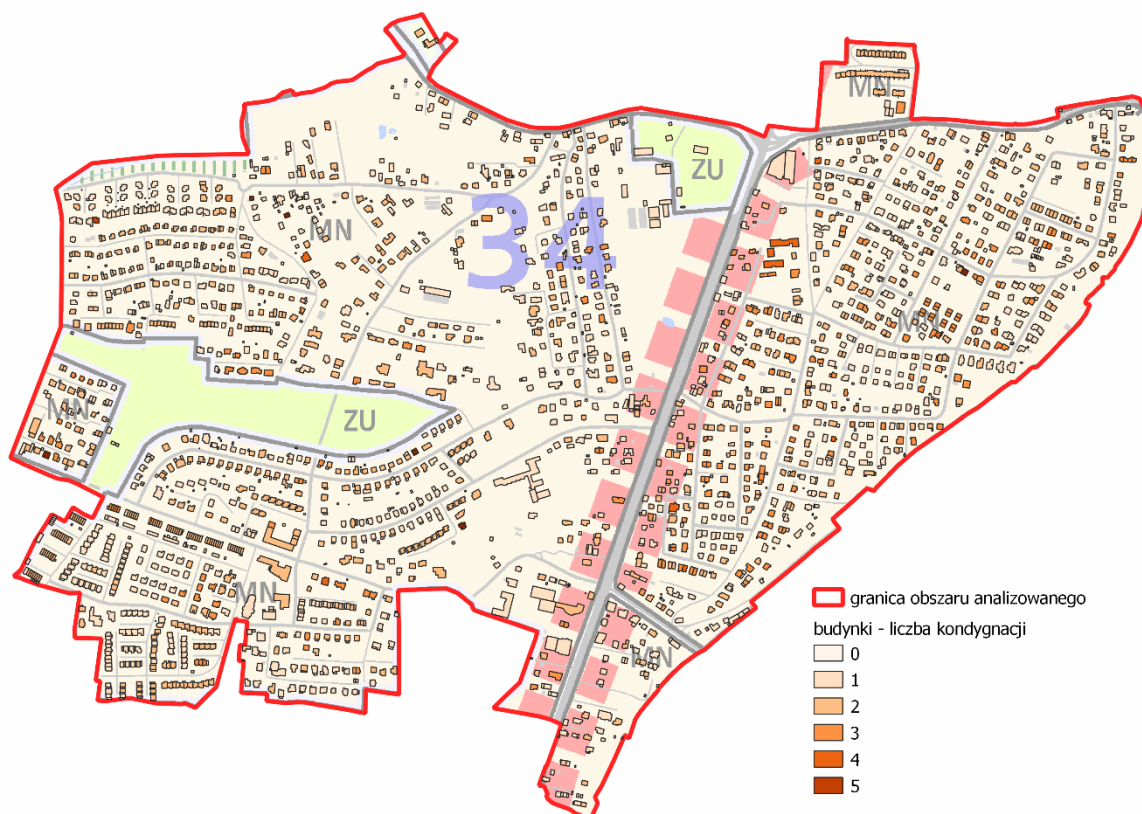 MN
ZU
MN
34
MN
MN
ZU
MN
MN
granica obszaru analizowanego
budynki - liczba kondygnacji
0
1
2
3
4
5